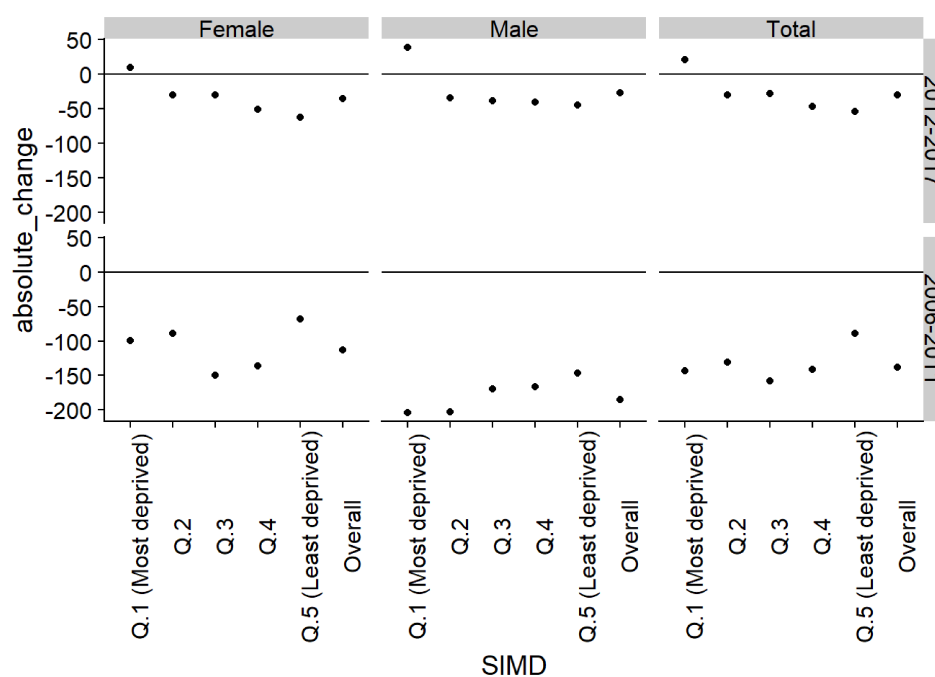 Female Male Total
50
0
-50
-100
-150
-200
2012-2017
50
0
-50
-100
-150
-200
2006-2011
absolute_change
Q.1 (Most deprived)
Q.2
Q.3
Q.4
Q.5 (Least deprived)
Overall
Q.1 (Most deprived)
Q.2
Q.3
Q.4
Q.5 (Least deprived)
Overall
Q.1 (Most deprived)
Q.2
Q.3
Q.4
Q.5 (Least deprived)
Overall
SIMD